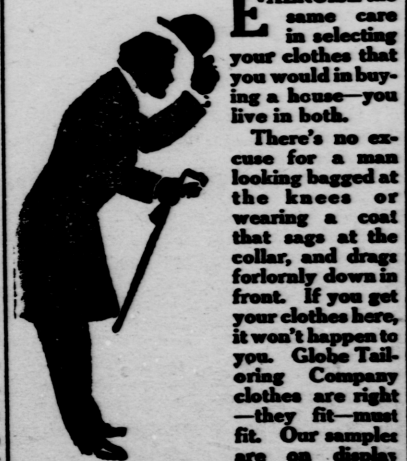 same care
in selecting
your clothes that
you would in buy-
ing a house—you
live in both.
There's no ex-
cuse for a man
looking bagged at
the knees or
wearing a coat
that sags at the
collar, and drags
forlornly down in
front. If you get
your clothes here,
it won't happen to
you. Globe Tail-
oring Company
clothes are right
—they fit—must
fit. Our samples
are on display